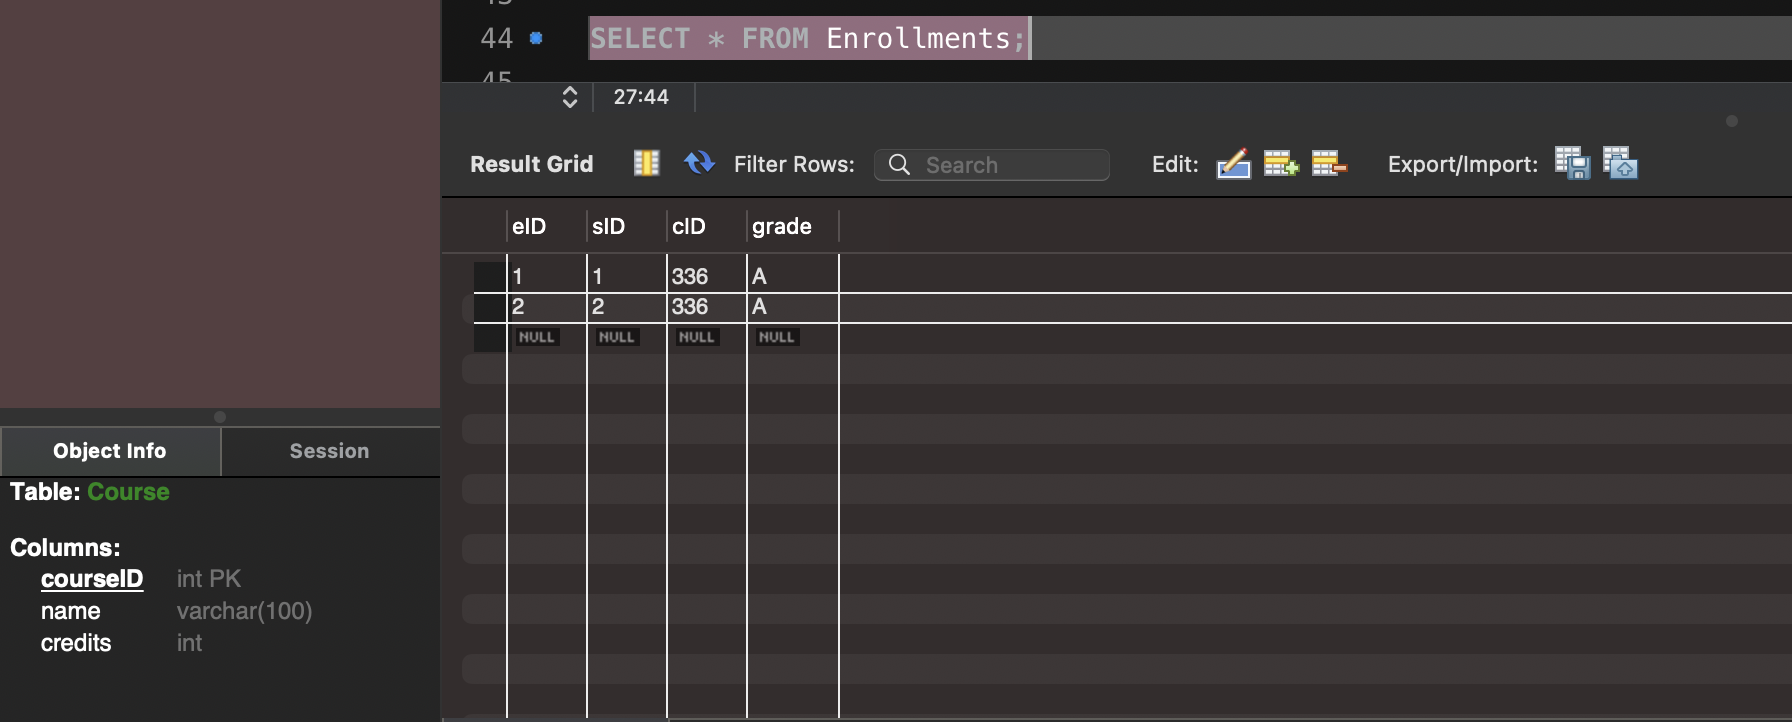 44 SELECT * FROM Enrollments;
45
27:44
Result Grid Filter Rows: Search Edit: Export/Import:
eID sID cID grade
1 1 336 A
2 2 336 A
NULL NULL NULL NULL
Object Info Session
Table: Course
Columns:
courseID int PK
name varchar(100)
credits int